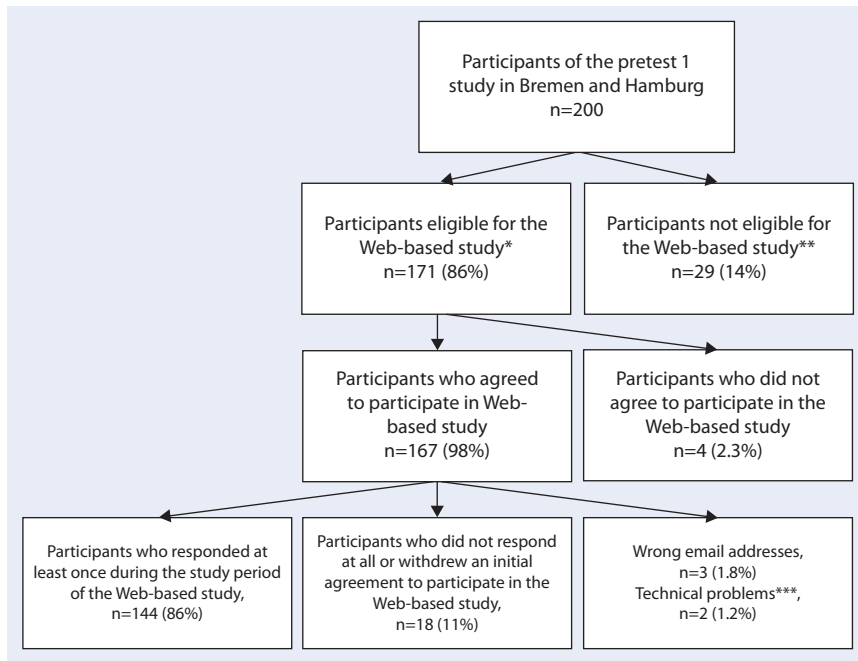 Participants of the pretest 1
study in Bremen and Hamburg
n=200
Participants eligible for the
Web-based study*
n=171 (86%)
Participants not eligible for
the Web-based study**
n=29 (14%)
Participants who agreed
to participate in Web-
based study
n=167 (98%)
Participants who did not
agree to participate in the
Web-based study
n=4 (2.3%)
Participants who responded at
least once during the study period
of the Web-based study,
n=144 (86%)
Participants who did not respond
at all or withdrew an initial
agreement to participate in the
Web-based study,
n=18 (11%)
Wrong email addresses,
n=3 (1.8%)
Technical problems***,
n=2 (1.2%)